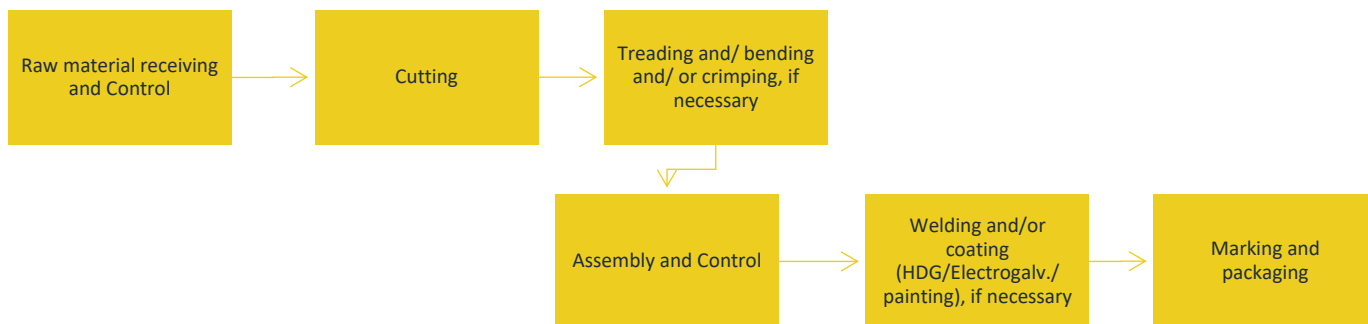 Raw material receiving
and Control
Cutting
Treading and/ bending
and/ or crimping, if
necessary
Assembly and Control
Welding and/or
coating
(HDG/Electrogalv./
painting), if necessary
Marking and
packaging